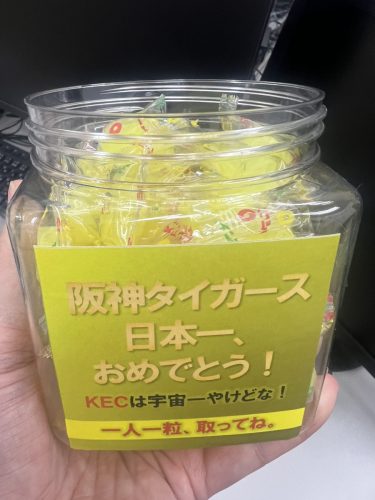 阪神タイガース
日本一、
おめでとう！
KECは宇宙一やけどな！
一人一粒、取ってね。